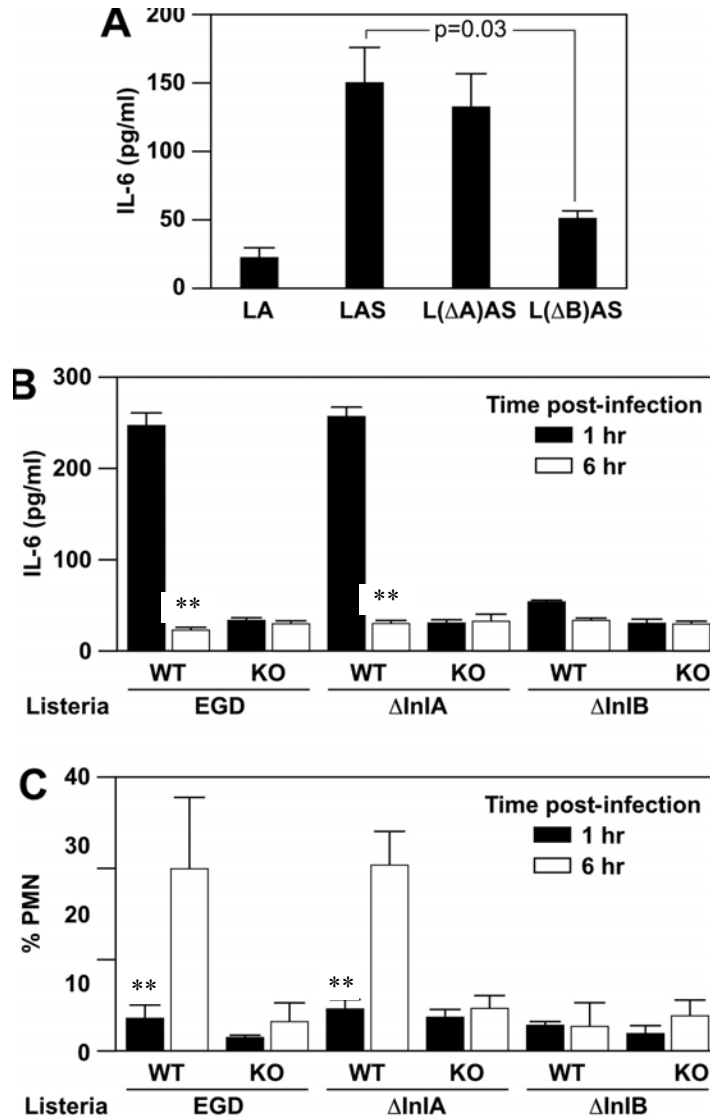 A
200
p=0.03
150
100
50
0
IL-6 (pg/ml)
LA LAS L(ΔA)AS L(ΔB)AS
B
300
200
100
0
IL-6 (pg/ml)
Time post-infection
1 hr
6 hr
** **
WT KO WT KO WT KO
Listeria EGD ΔInIA ΔInIB
C
40
30
20
10
0
% PMN
Time post-infection
1 hr
6 hr
** **
WT KO WT KO WT KO
Listeria EGD ΔInIA ΔInIB